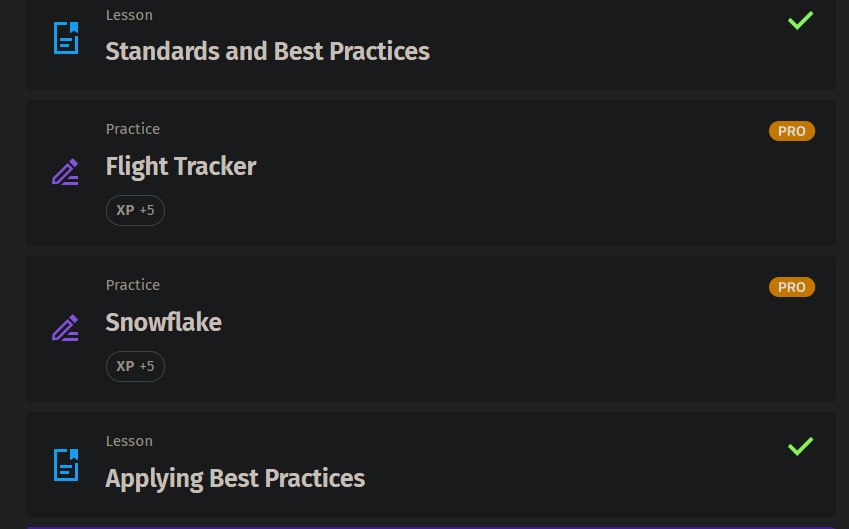 Lesson
Standards and Best Practices
Practice
PRO
Flight Tracker
XP +5
Practice
PRO
Snowflake
XP +5
Lesson
Applying Best Practices